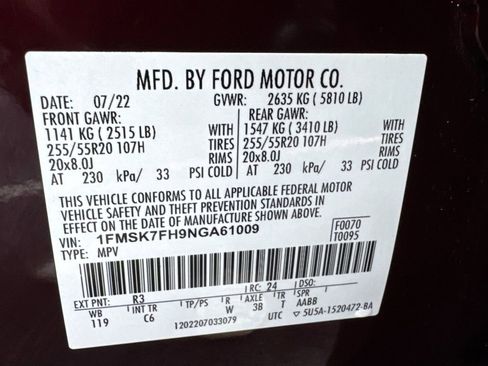 MFD. BY FORD MOTOR CO.
DATE: 07/22 GVWR: 2635 KG ( 5810 LB)
FRONT GAWR: REAR GAWR:
1141 KG ( 2515 LB) WITH 1547 KG ( 3410 LB) WITH
255/55R20 107H TIRES 255/55R20 107H TIRES
20x8.0J RIMS 20x8.0J RIMS
AT 230 kPa/ 33 PSI COLD AT 230 kPa/ 33 PSI COLD
THIS VEHICLE CONFORMS TO ALL APPLICABLE FEDERAL MOTOR
VEHICLE SAFETY AND THEFT PREVENTION STANDARDS IN
EFFECT ON THE DATE OF MANUFACTURE SHOWN ABOVE.
VIN: 1FMSK7FH9NGA61009 F0070
TYPE: MPV T0095
EXT PNT: R3 RC: 24 DSO:
WB INT TR TP/PS R AXLE TR SPR
119 C6 W 3B T AABB
1202207033079 UTC 5U5A-1520472-BA